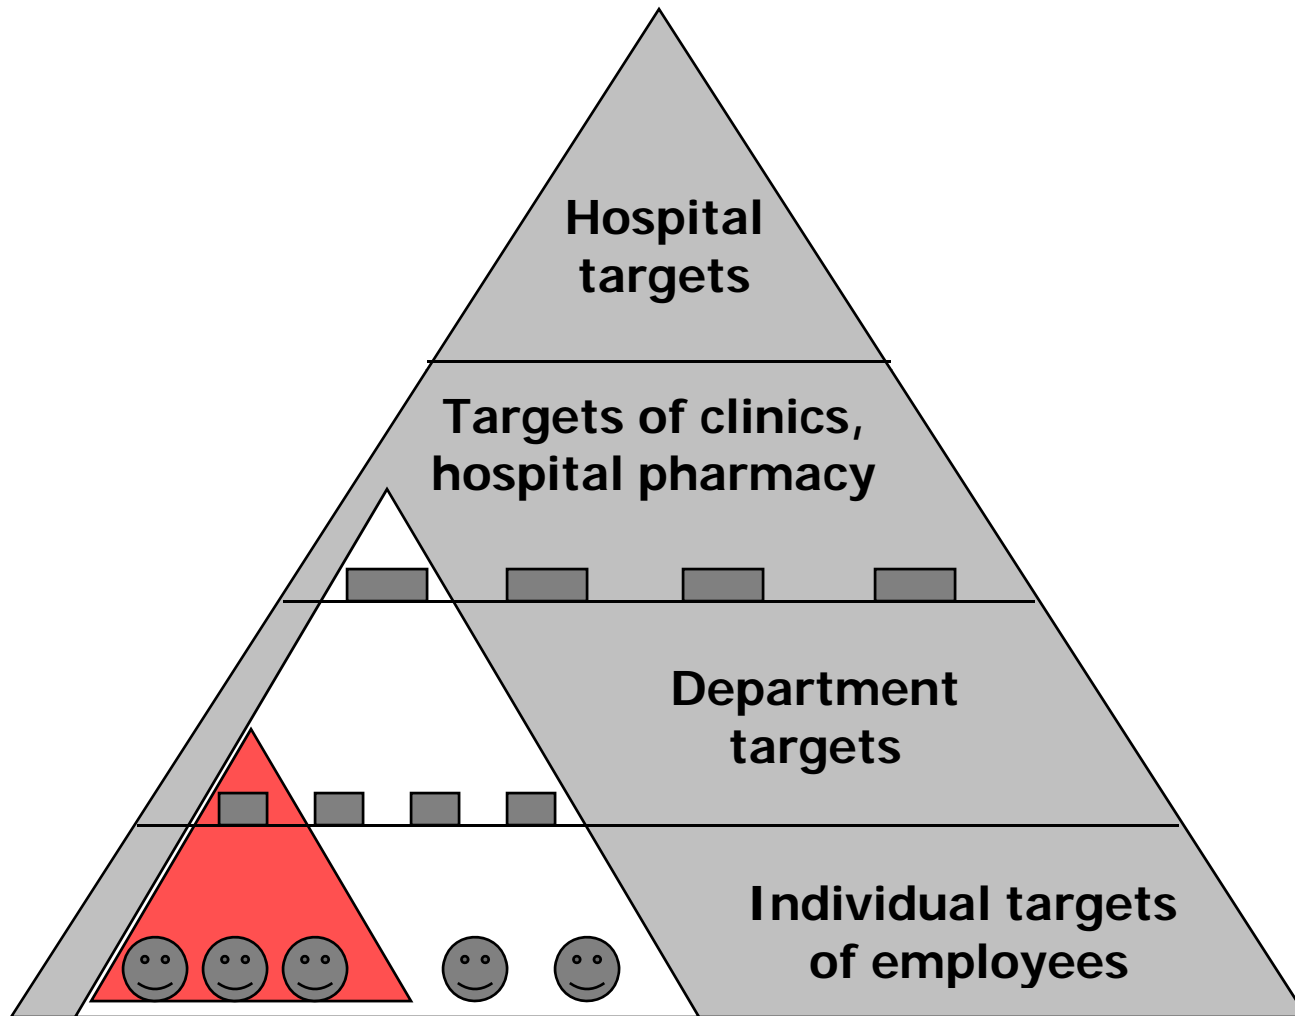 Hospital
targets
Targets of clinics,
hospital pharmacy
Department
targets
Individual targets
of employees